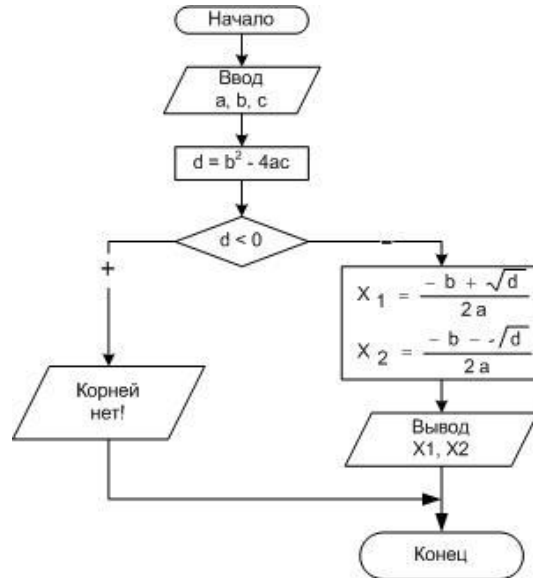 Начало
Ввод
a, b, c
d = b² - 4ac
d < 0
+
-
X 1 = (- b + √d) / 2 a
X 2 = (- b - √d) / 2 a
Корней
нет!
Вывод
X1, X2
Конец